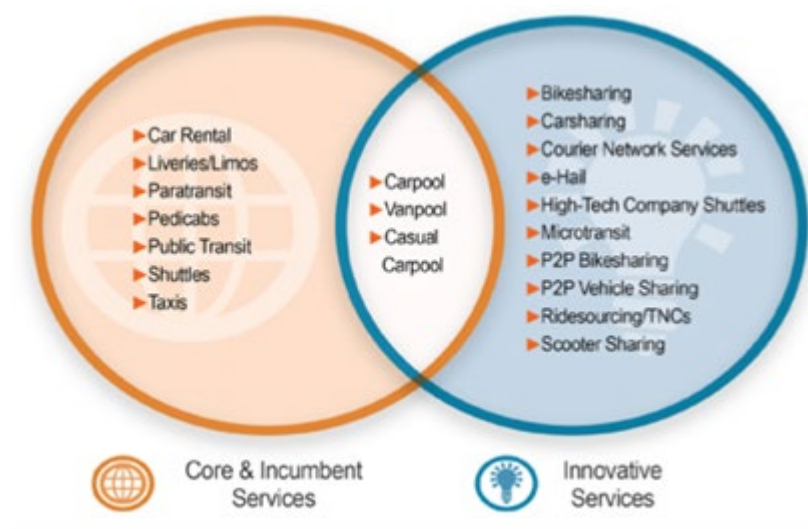 Car Rental
Liveries/Limos
Paratransit
Pedicabs
Public Transit
Shuttles
Taxis
Carpool
Vanpool
Casual
Carpool
Bikesharing
Carsharing
Courier Network Services
e-Hail
High-Tech Company Shuttles
Microtransit
P2P Bikesharing
P2P Vehicle Sharing
Ridesourcing/TNCs
Scooter Sharing
Core & Incumbent
Services
Innovative
Services